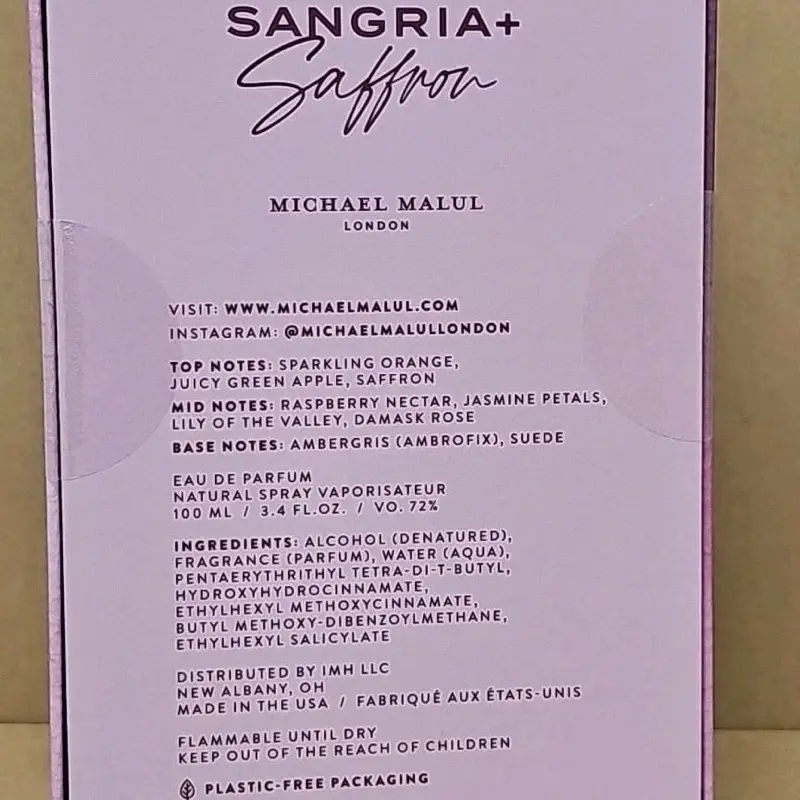 SANGRIA+
Saffron
MICHAEL MALUL
LONDON
VISIT: WWW.MICHAELMALUL.COM
INSTAGRAM: @MICHAELMALULLONDON
TOP NOTES: SPARKLING ORANGE,
JUICY GREEN APPLE, SAFFRON
MID NOTES: RASPBERRY NECTAR, JASMINE PETALS,
LILY OF THE VALLEY, DAMASK ROSE
BASE NOTES: AMBERGRIS (AMBROFIX), SUEDE
EAU DE PARFUM
NATURAL SPRAY VAPORISATEUR
100 ML / 3.4 FL.OZ. / VO. 72%
INGREDIENTS: ALCOHOL (DENATURED),
FRAGRANCE (PARFUM), WATER (AQUA),
PENTAERYTHRITHYL TETRA-DI-T-BUTYL,
HYDROXYHYDROCINNAMATE,
ETHYLHEXYL METHOXYCINNAMATE,
BUTYL METHOXY-DIBENZOYLMETHANE,
ETHYLHEXYL SALICYLATE
DISTRIBUTED BY IMH LLC
NEW ALBANY, OH
MADE IN THE USA / FABRIQUÉ AUX ÉTATS-UNIS
FLAMMABLE UNTIL DRY
KEEP OUT OF THE REACH OF CHILDREN
PLASTIC-FREE PACKAGING